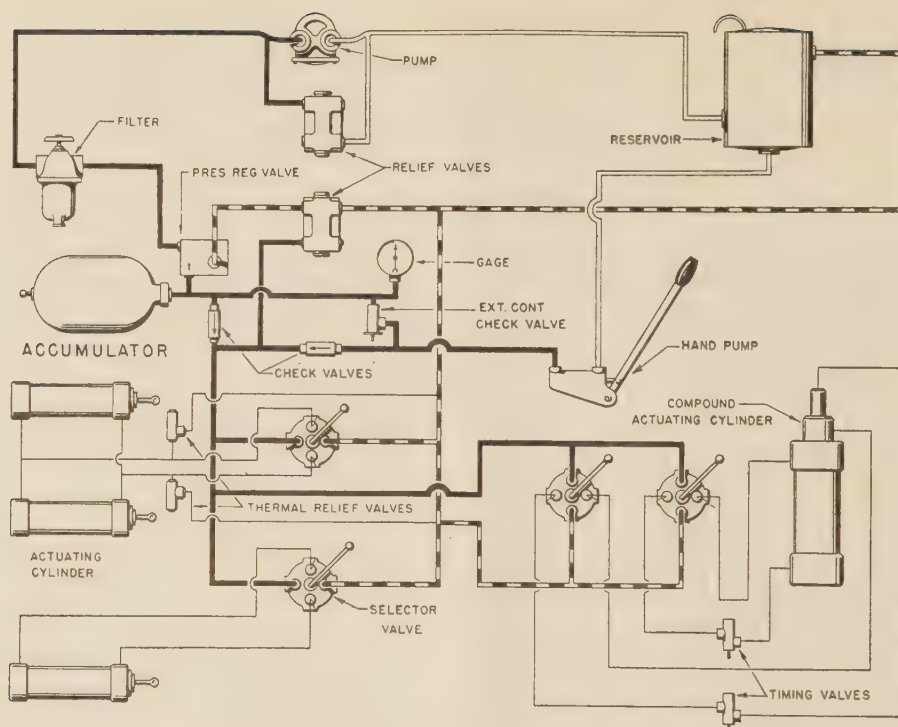 PUMP
FILTER
RESERVOIR
PRES REG VALVE
RELIEF VALVES
GAGE
EXT. CONT
CHECK VALVE
HAND PUMP
ACCUMULATOR
CHECK VALVES
COMPOUND
ACTUATING CYLINDER
THERMAL RELIEF VALVES
ACTUATING
CYLINDER
SELECTOR
VALVE
TIMING VALVES